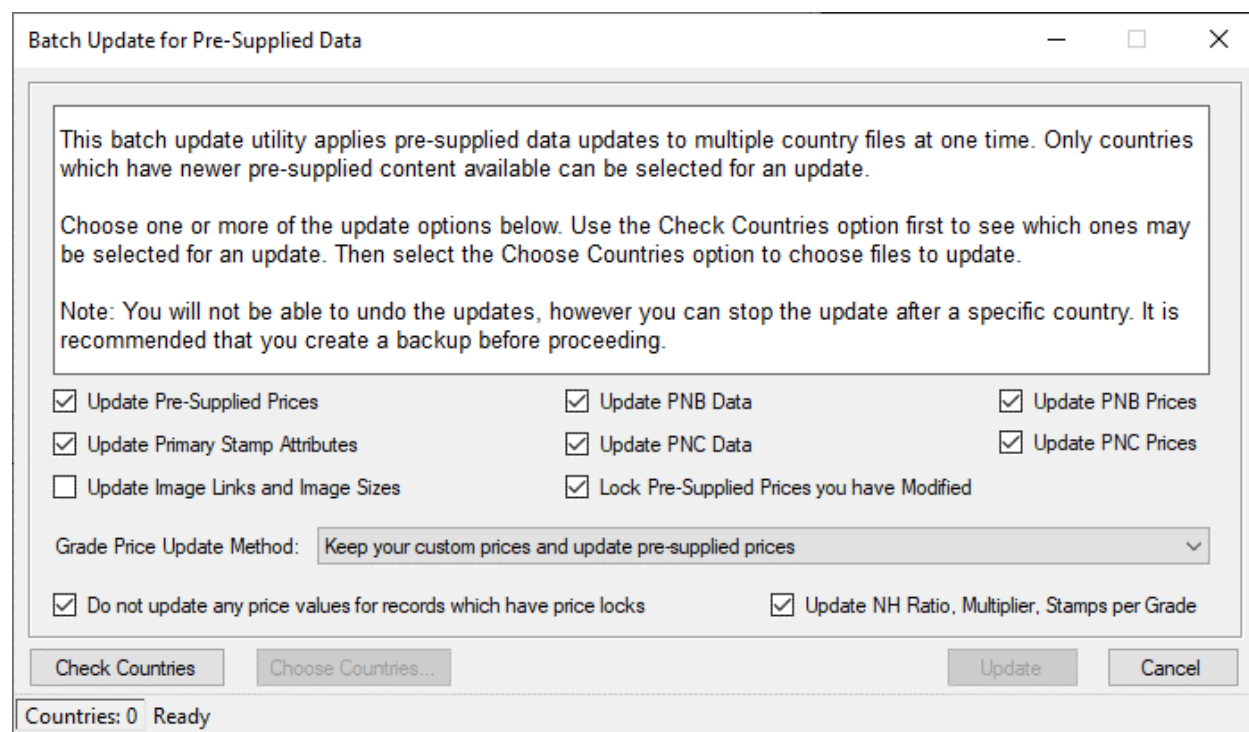 Batch Update for Pre-Supplied Data
This batch update utility applies pre-supplied data updates to multiple country files at one time. Only countries
which have newer pre-supplied content available can be selected for an update.
Choose one or more of the update options below. Use the Check Countries option first to see which ones may
be selected for an update. Then select the Choose Countries option to choose files to update.
Note: You will not be able to undo the updates, however you can stop the update after a specific country. It is
recommended that you create a backup before proceeding.
Update Pre-Supplied Prices
Update PNB Data
Update PNB Prices
Update Primary Stamp Attributes
Update PNC Data
Update PNC Prices
Update Image Links and Image Sizes
Lock Pre-Supplied Prices you have Modified
Grade Price Update Method: Keep your custom prices and update pre-supplied prices
Do not update any price values for records which have price locks
Update NH Ratio, Multiplier, Stamps per Grade
Check Countries
Choose Countries...
Update
Cancel
Countries: 0 Ready